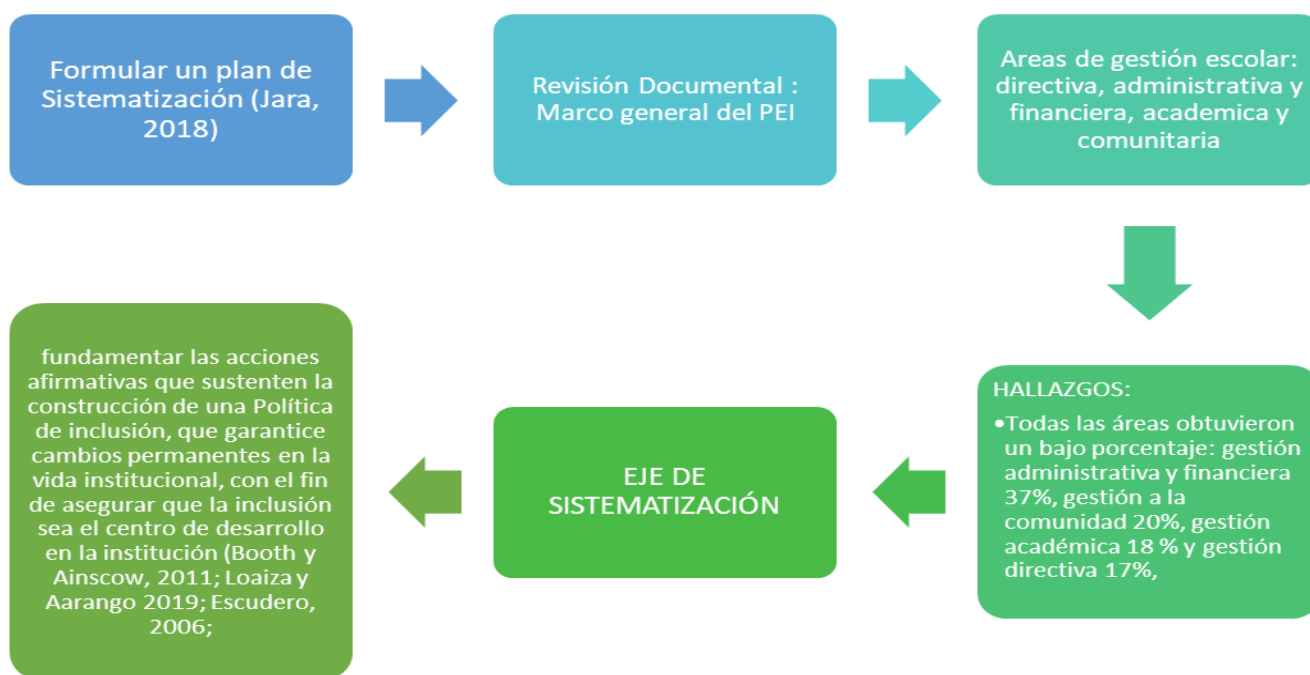 Formular un plan de
Sistematización (Jara,
2018)
Revisión Documental :
Marco general del PEI
Areas de gestión escolar:
directiva, administrativa y
financiera, academica y
comunitaria
HALLAZGOS:
•Todas las áreas obtuvieron
un bajo porcentaje: gestión
administrativa y financiera
37%, gestión a la
comunidad 20%, gestión
académica 18 % y gestión
directiva 17%,
EJE DE
SISTEMATIZACIÓN
fundamentar las acciones
afirmativas que sustenten la
construcción de una Política
de inclusión, que garantice
cambios permanentes en la
vida institucional, con el fin
de asegurar que la inclusión
sea el centro de desarrollo
en la institución (Booth y
Ainscow, 2011; Loaiza y
Aarango 2019; Escudero,
2006;